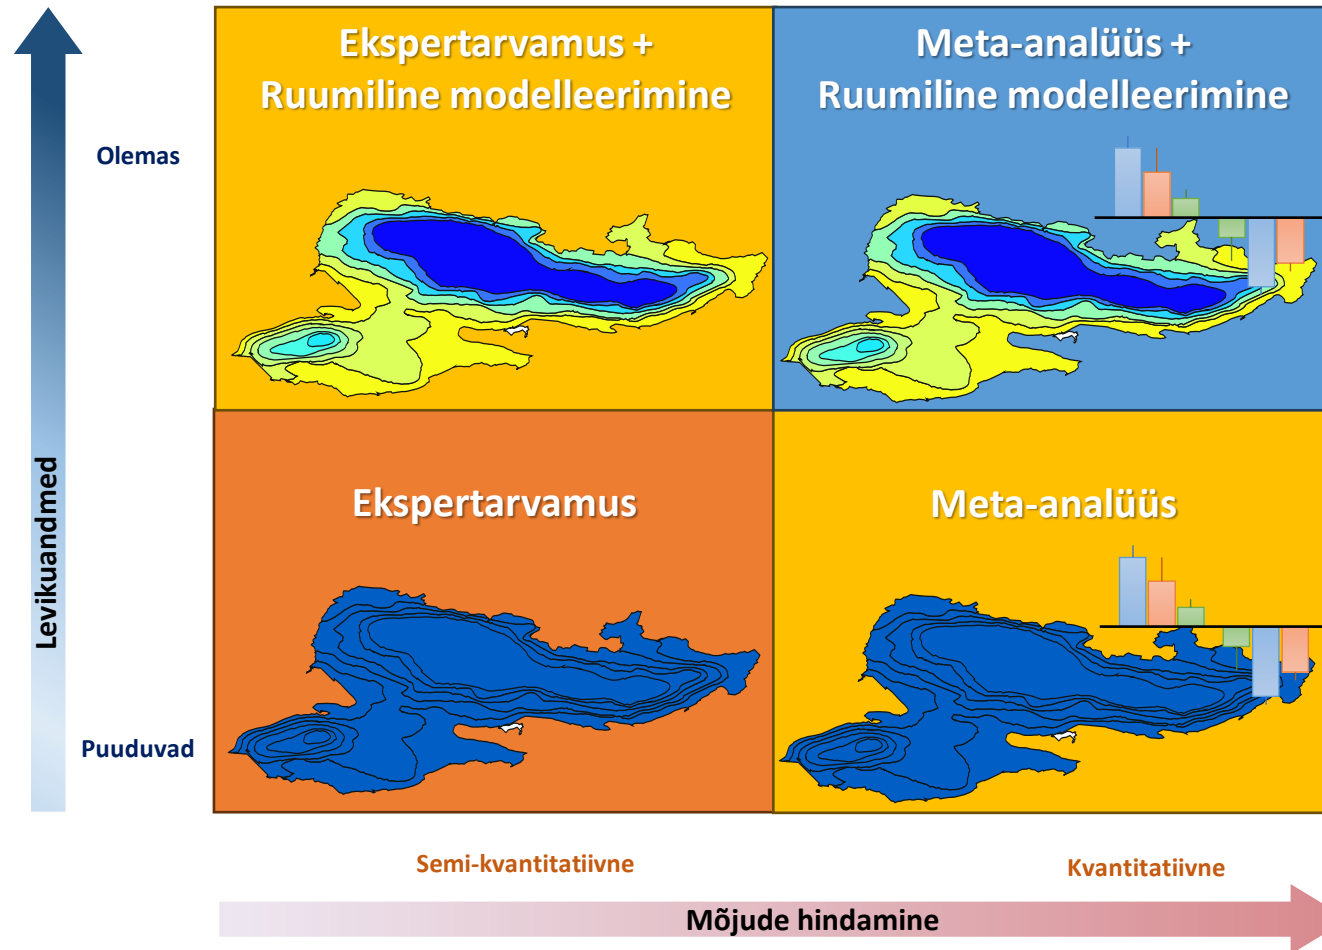 Ekspertarvamus +
Ruumiline modelleerimine
Meta-analüüs +
Ruumiline modelleerimine
Olemas
Levikuandmed
Ekspertarvamus
Meta-analüüs
Puuduvad
Semi-kvantitatiivne
Kvantitatiivne
Mõjude hindamine